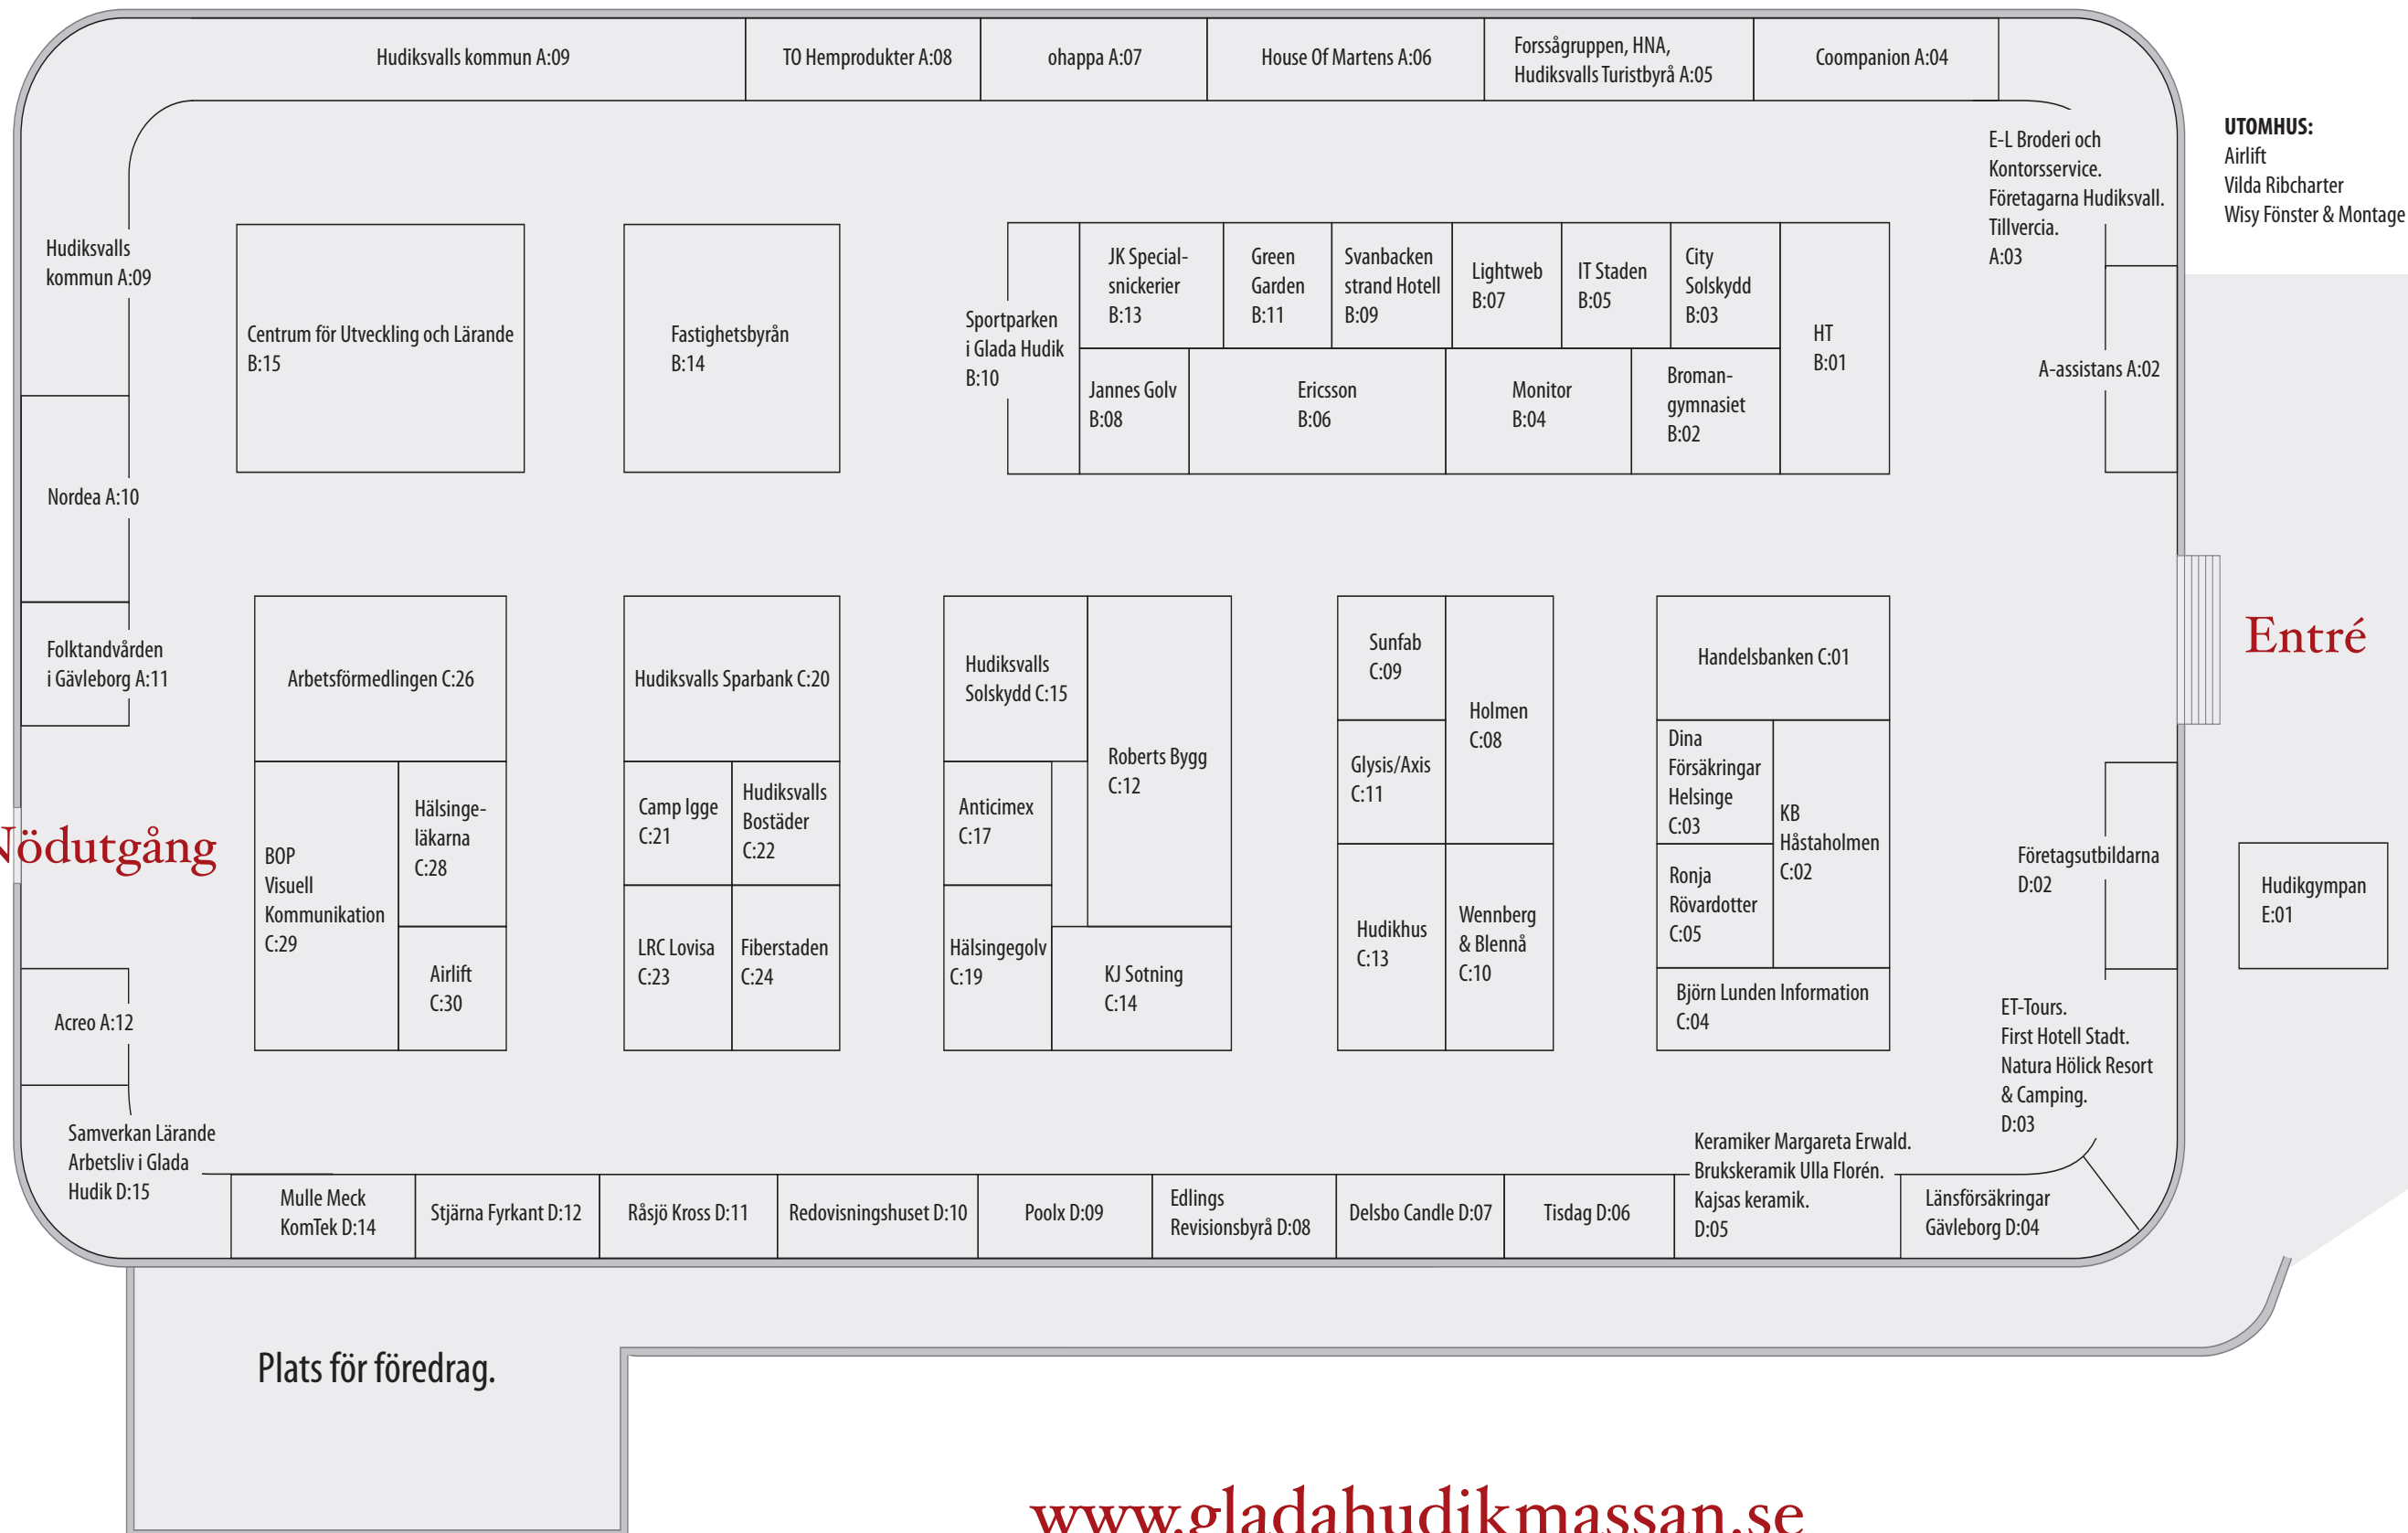 Hudiksvalls kommun A:09
TO Hemprodukter A:08
ohappa A:07
House Of Martens A:06
Forssågruppen, HNA,
Hudiksvalls Turistbyrå A:05
Coompanion A:04
UTOMHUS:
Airlift
Vilda Ribcharter
Wisy Fönster & Montage
E-L Broderi och
Kontorsservice.
Företagarna Hudiksvall.
Tillvercia.
A:03
Hudiksvalls
kommun A:09
Centrum för Utveckling och Lärande
B:15
Fastighetsbyrån
B:14
Sportparken
i Glada Hudik
B:10
JK Special-
snickerier
B:13
Green
Garden
B:11
Svanbacken
strand Hotell
B:09
Lightweb
B:07
IT Staden
B:05
City
Solskydd
B:03
HT
B:01
Jannes Golv
B:08
Ericsson
B:06
Monitor
B:04
Broman-
gymnasiet
B:02
A-assistans A:02
Nordea A:10
Entré
Folktandvården
i Gävleborg A:11
Arbetsförmedlingen C:26
Hudiksvalls Sparbank C:20
Hudiksvalls
Solskydd C:15
Roberts Bygg
C:12
Sunfab
C:09
Holmen
C:08
Handelsbanken C:01
Glysis/Axis
C:11
Dina
Försäkringar
Helsinge
C:03
KB
Håstaholmen
C:02
Nödutgång
BOP
Visuell
Kommunikation
C:29
Hälsinge-
läkarna
C:28
Camp Igge
C:21
Hudiksvalls
Bostäder
C:22
Anticimex
C:17
Ronja
Rövardotter
C:05
Företagsutbildarna
D:02
Hudikgympan
E:01
Airlift
C:30
LRC Lovisa
C:23
Fiberstaden
C:24
Hälsingegolv
C:19
KJ Sotning
C:14
Hudikhus
C:13
Wennberg
& Blennå
C:10
Björn Lunden Information
C:04
Acreo A:12
ET-Tours.
First Hotell Stadt.
Natura Hölick Resort
& Camping.
D:03
Samverkan Lärande
Arbetsliv i Glada
Hudik D:15
Mulle Meck
KomTek D:14
Stjärna Fyrkant D:12
Råsjö Kross D:11
Redovisningshuset D:10
Poolx D:09
Edlings
Revisionsbyrå D:08
Delsbo Candle D:07
Tisdag D:06
Keramiker Margareta Erwald.
Brukskeramik Ulla Florén.
Kajsas keramik.
D:05
Länsförsäkringar
Gävleborg D:04
Plats för föredrag.
www.gladahudikmassan.se